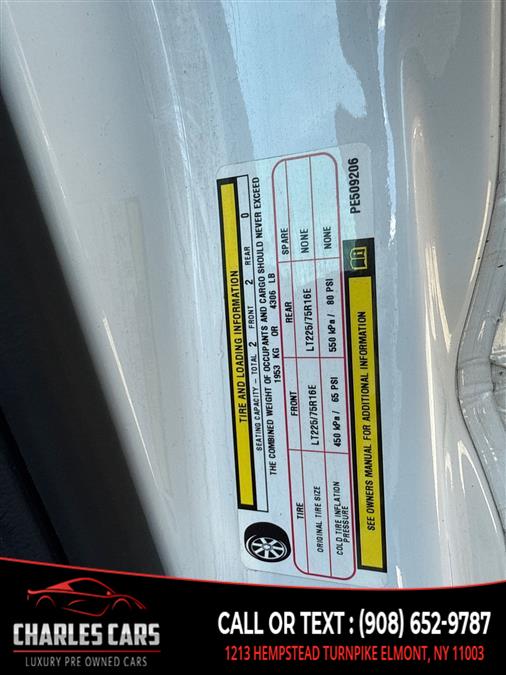 TIRE AND LOADING INFORMATION
SEATING CAPACITY - TOTAL 2 FRONT 2 REAR 0
THE COMBINED WEIGHT OF OCCUPANTS AND CARGO SHOULD NEVER EXCEED
1953 KG OR 4306 LB
TIRE FRONT REAR SPARE
ORIGINAL TIRE SIZE LT225/75R16E LT225/75R16E NONE
COLD TIRE INFLATION PRESSURE 450 kPa / 65 PSI 550 kPa / 80 PSI NONE
SEE OWNERS MANUAL FOR ADDITIONAL INFORMATION
PE509206
CHARLES CARS
LUXURY PRE OWNED CARS
CALL OR TEXT : (908) 652-9787
1213 HEMPSTEAD TURNPIKE ELMONT, NY 11003